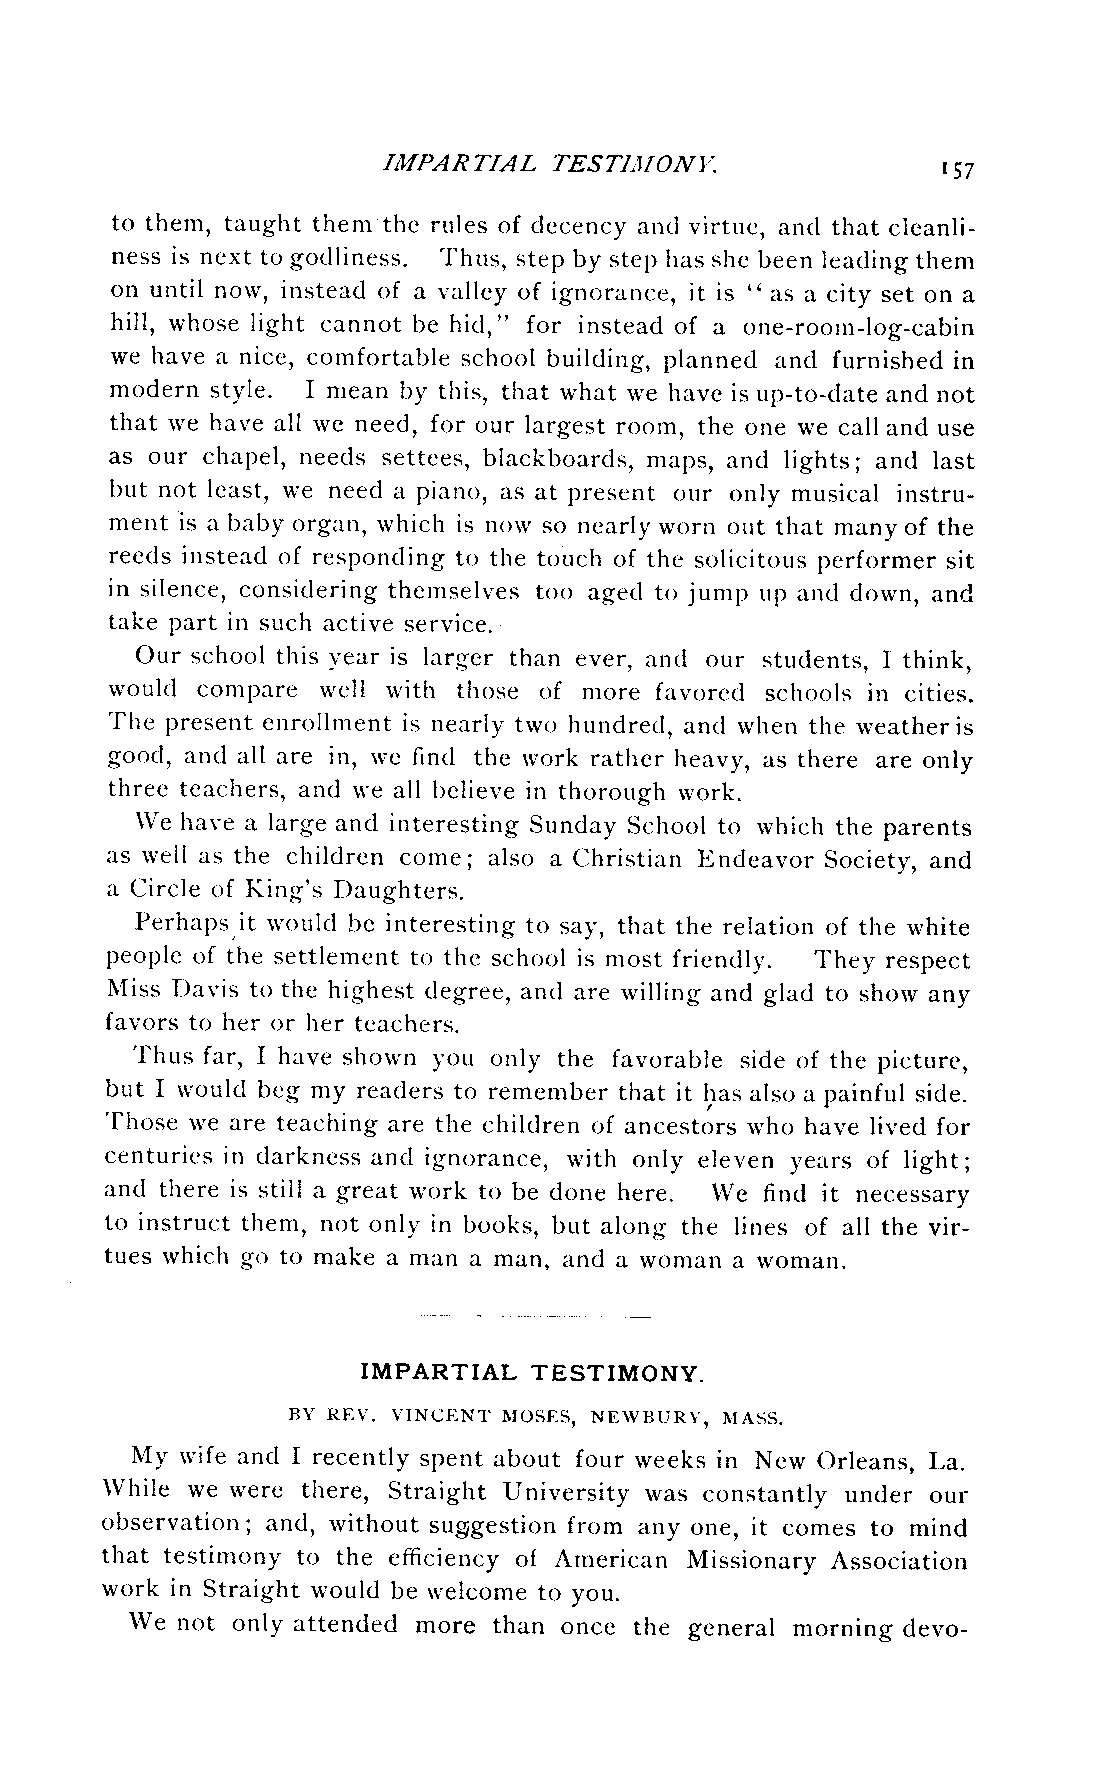 IMPARTIAL TESTIMONY. 157
to them, taught them the rules of decency and virtue, and that cleanli-
ness is next to godliness. Thus, step by step has she been leading them
on until now, instead of a valley of ignorance, it is "as a city set on a
hill, whose light cannot be hid," for instead of a one-room-log-cabin
we have a nice, comfortable school building, planned and furnished in
modern style. I mean by this, that what we have is up-to-date and not
that we have all we need, for our largest room, the one we call and use
as our chapel, needs settees, blackboards, maps, and lights; and last
but not least, we need a piano, as at present our only musical instru-
ment is a baby organ, which is now so nearly worn out that many of the
reeds instead of responding to the touch of the solicitous performer sit
in silence, considering themselves too aged to jump up and down, and
take part in such active service.
Our school this year is larger than ever, and our students, I think,
would compare well with those of more favored schools in cities.
The present enrollment is nearly two hundred, and when the weather is
good, and all are in, we find the work rather heavy, as there are only
three teachers, and we all believe in thorough work.
We have a large and interesting Sunday School to which the parents
as well as the children come; also a Christian Endeavor Society, and
a Circle of King's Daughters.
Perhaps it would be interesting to say, that the relation of the white
people of the settlement to the school is most friendly. They respect
Miss Davis to the highest degree, and are willing and glad to show any
favors to her or her teachers.
Thus far, I have shown you only the favorable side of the picture,
but I would beg my readers to remember that it has also a painful side.
Those we are teaching are the children of ancestors who have lived for
centuries in darkness and ignorance, with only eleven years of light;
and there is still a great work to be done here. We find it necessary
to instruct them, not only in books, but along the lines of all the vir-
tues which go to make a man a man, and a woman a woman.
IMPARTIAL TESTIMONY.
BY REV. VINCENT MOSES, NEWBURY, MASS.
My wife and I recently spent about four weeks in New Orleans, La.
While we were there, Straight University was constantly under our
observation; and, without suggestion from any one, it comes to mind
that testimony to the efficiency of American Missionary Association
work in Straight would be welcome to you.
We not only attended more than once the general morning devo-